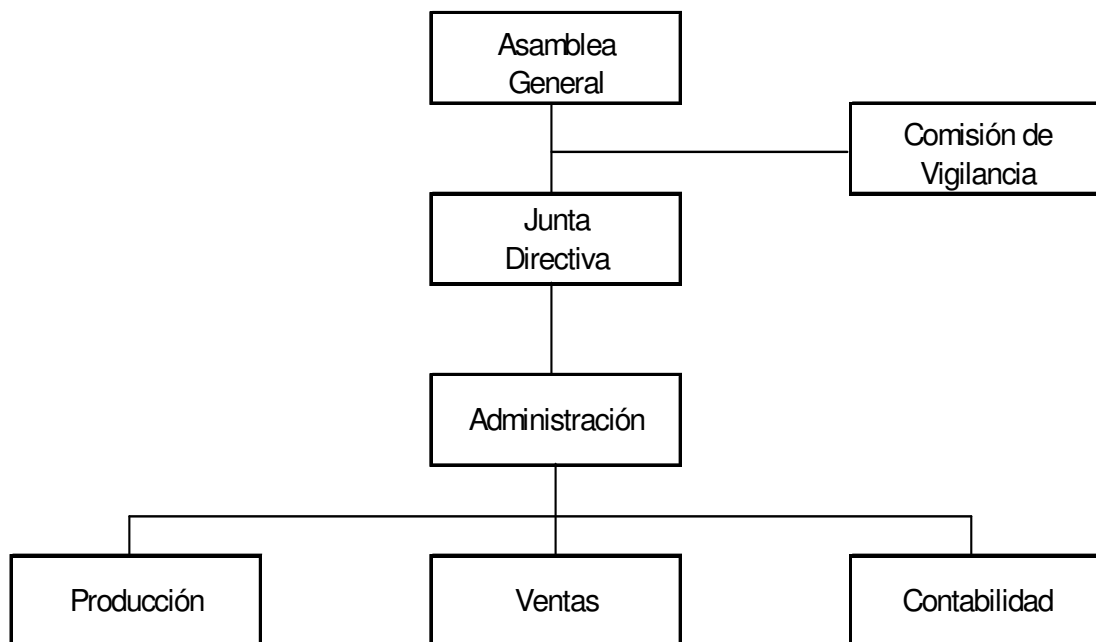 Asamblea
General
Comisión de
Vigilancia
Junta
Directiva
Administración
Producción
Ventas
Contabilidad